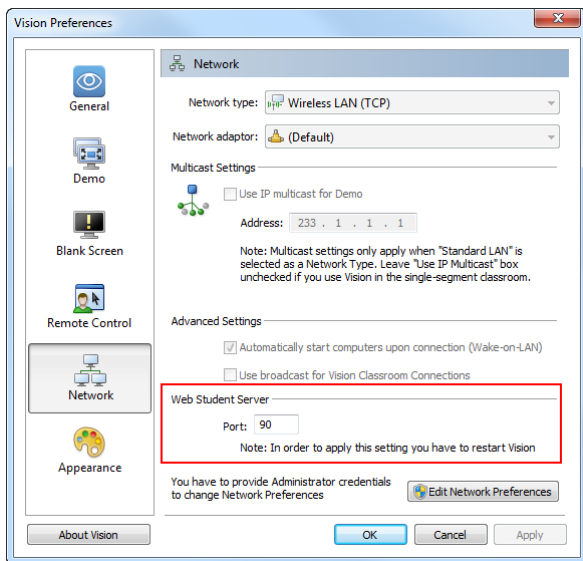 Vision Preferences
General
Demo
Blank Screen
Remote Control
Network
Appearance
Network
Network type: Wireless LAN (TCP)
Network adaptor: (Default)
Multicast Settings
Use IP multicast for Demo
Address: 233 . 1 . 1 . 1
Note: Multicast settings only apply when "Standard LAN" is
selected as a Network Type. Leave "Use IP Multicast" box
unchecked if you use Vision in the single-segment classroom.
Advanced Settings
Automatically start computers upon connection (Wake-on-LAN)
Use broadcast for Vision Classroom Connections
Web Student Server
Port: 90
Note: In order to apply this setting you have to restart Vision
You have to provide Administrator credentials
to change Network Preferences
Edit Network Preferences
About Vision
OK
Cancel
Apply